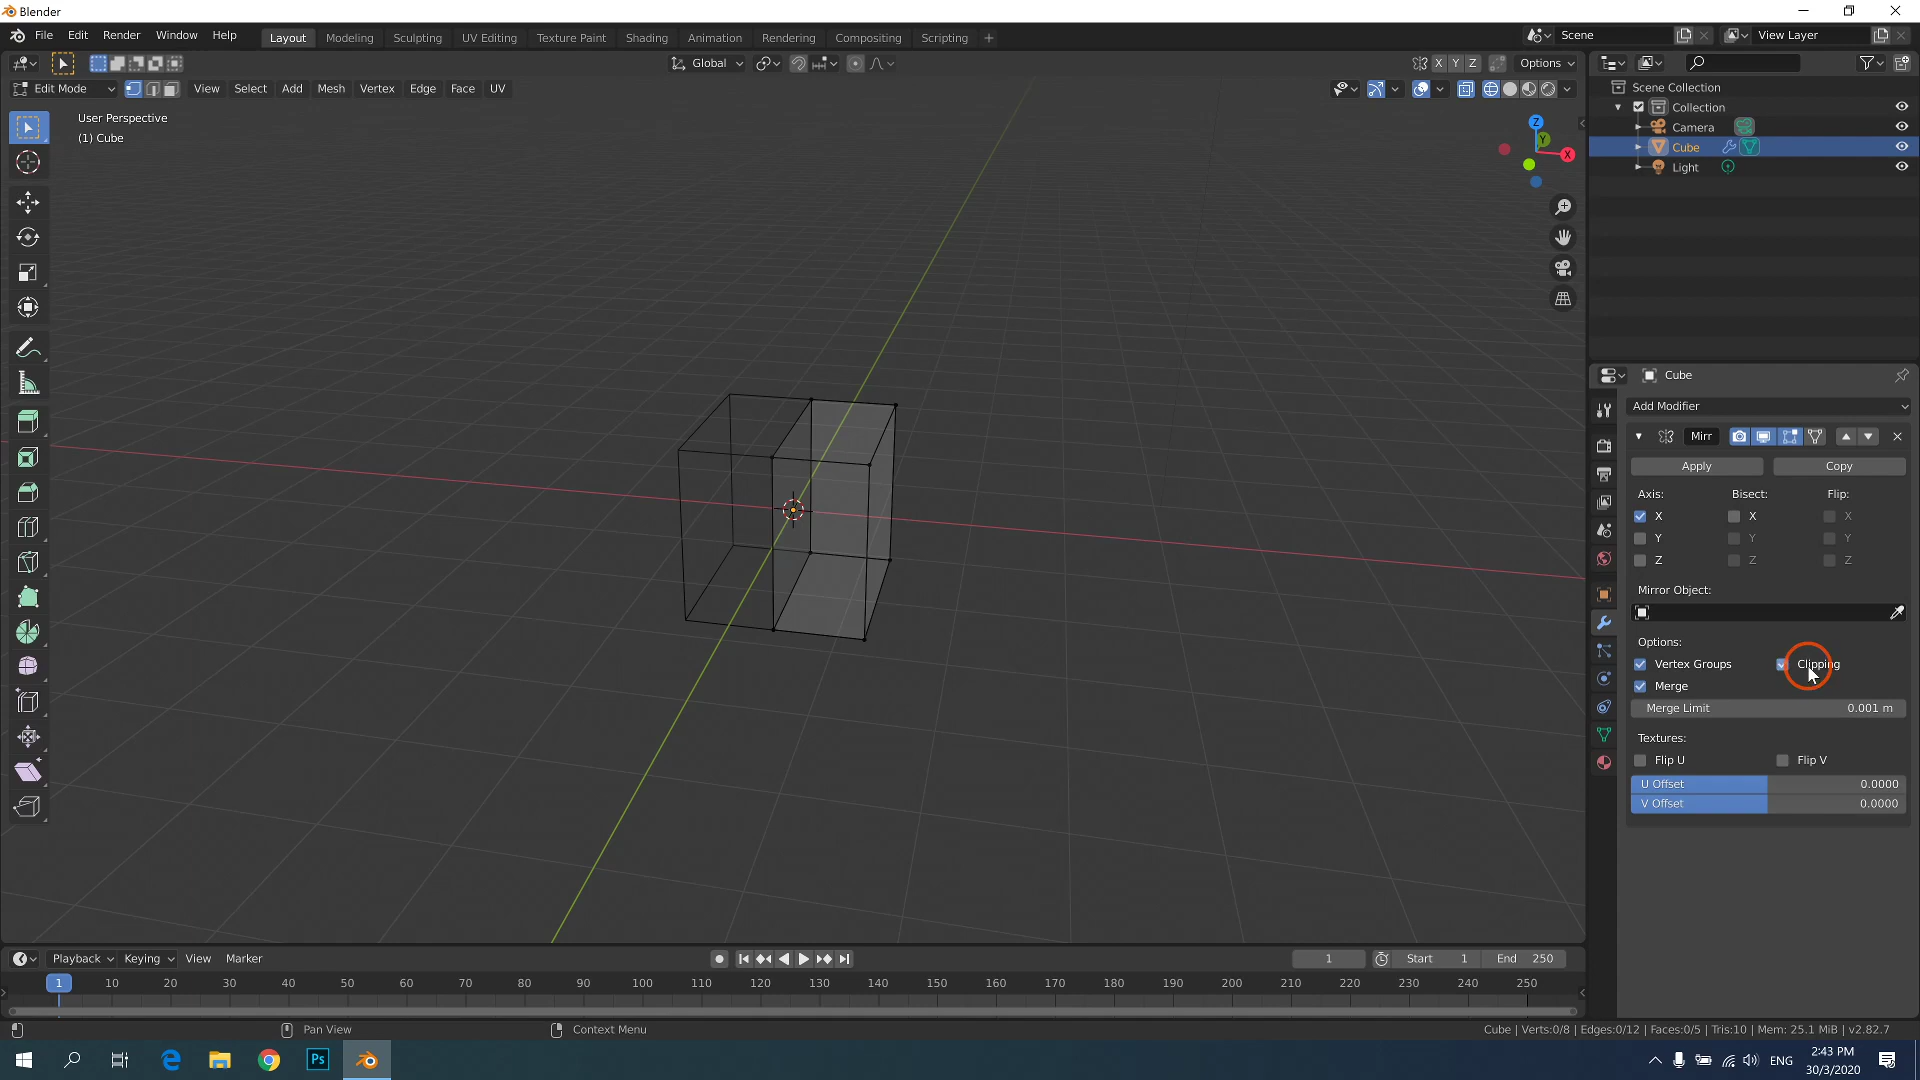 Blender
File Edit Render Window Help
Layout Modeling Sculpting UV Editing Texture Paint Shading Animation Rendering Compositing Scripting +
Scene
View Layer
Global
X Y Z
Options
Edit Mode
View Select Add Mesh Vertex Edge Face UV
User Perspective
(1) Cube
Z
Y
X
Scene Collection
Collection
Camera
Cube
Light
Cube
Add Modifier
Mirr
Apply
Copy
Axis: Bisect: Flip:
X X X
Y Y Y
Z Z Z
Mirror Object:
Options:
Vertex Groups
Clipping
Merge
Merge Limit 0.001 m
Textures:
Flip U
Flip V
U Offset 0.0000
V Offset 0.0000
Playback Keying View Marker
1
Start 1
End 250
1 10 20 30 40 50 60 70 80 90 100 110 120 130 140 150 160 170 180 190 200 210 220 230 240 250
Pan View
Context Menu
Cube | Verts:0/8 | Edges:0/12 | Faces:0/5 | Tris:10 | Mem: 25.1 MiB | v2.82.7
Ps
ENG
2:43 PM
30/3/2020